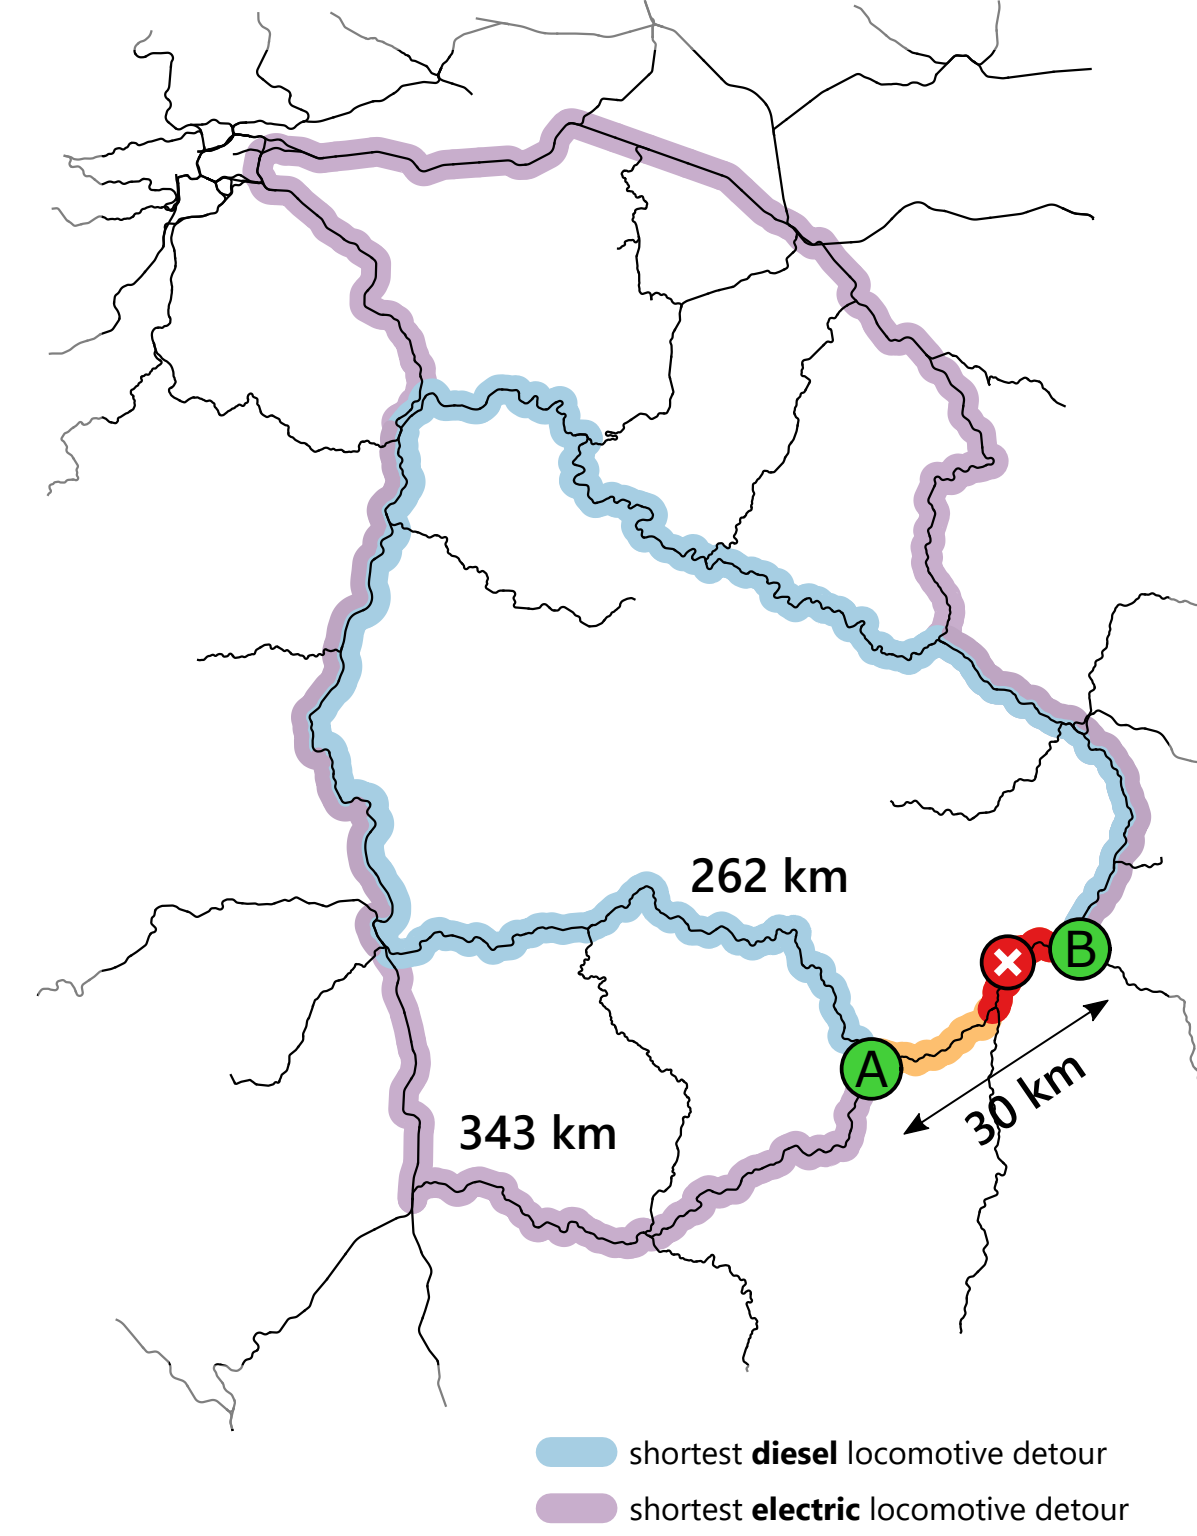 262 km
B
A
30 km
343 km
shortest diesel locomotive detour
shortest electric locomotive detour